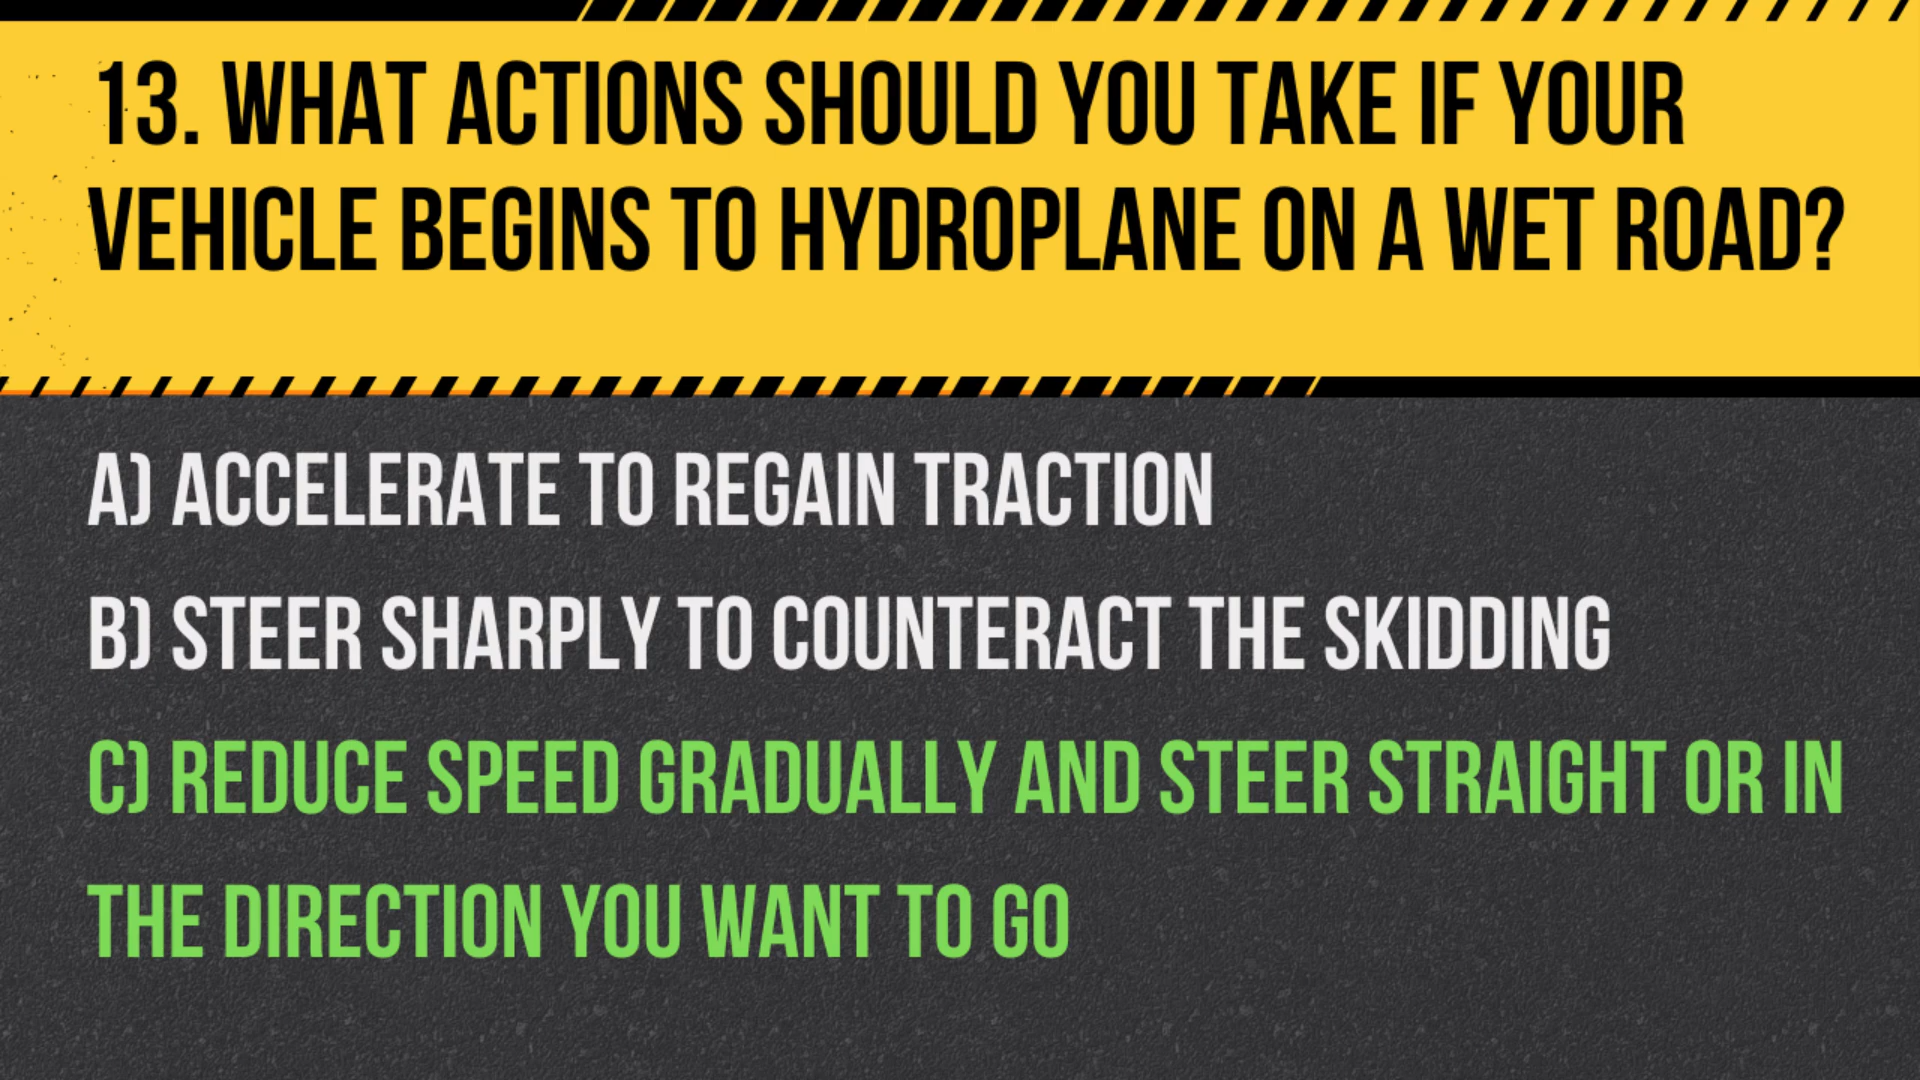 13. WHAT ACTIONS SHOULD YOU TAKE IF YOUR
VEHICLE BEGINS TO HYDROPLANE ON A WET ROAD?
A) ACCELERATE TO REGAIN TRACTION
B) STEER SHARPLY TO COUNTERACT THE SKIDDING
C) REDUCE SPEED GRADUALLY AND STEER STRAIGHT OR IN
THE DIRECTION YOU WANT TO GO